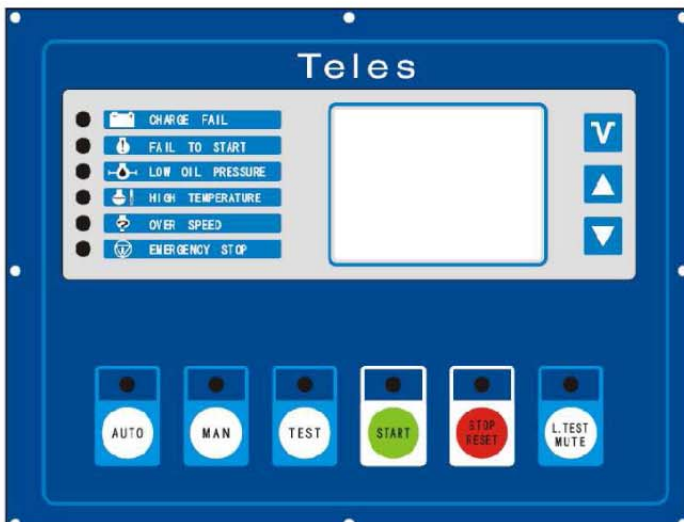 Teles
CHARGE FAIL
FAIL TO START
LOW OIL PRESSURE
HIGH TEMPERATURE
OVER SPEED
EMERGENCY STOP
AUTO
MAN
TEST
START
STOP
RESET
L.TEST
MUTE